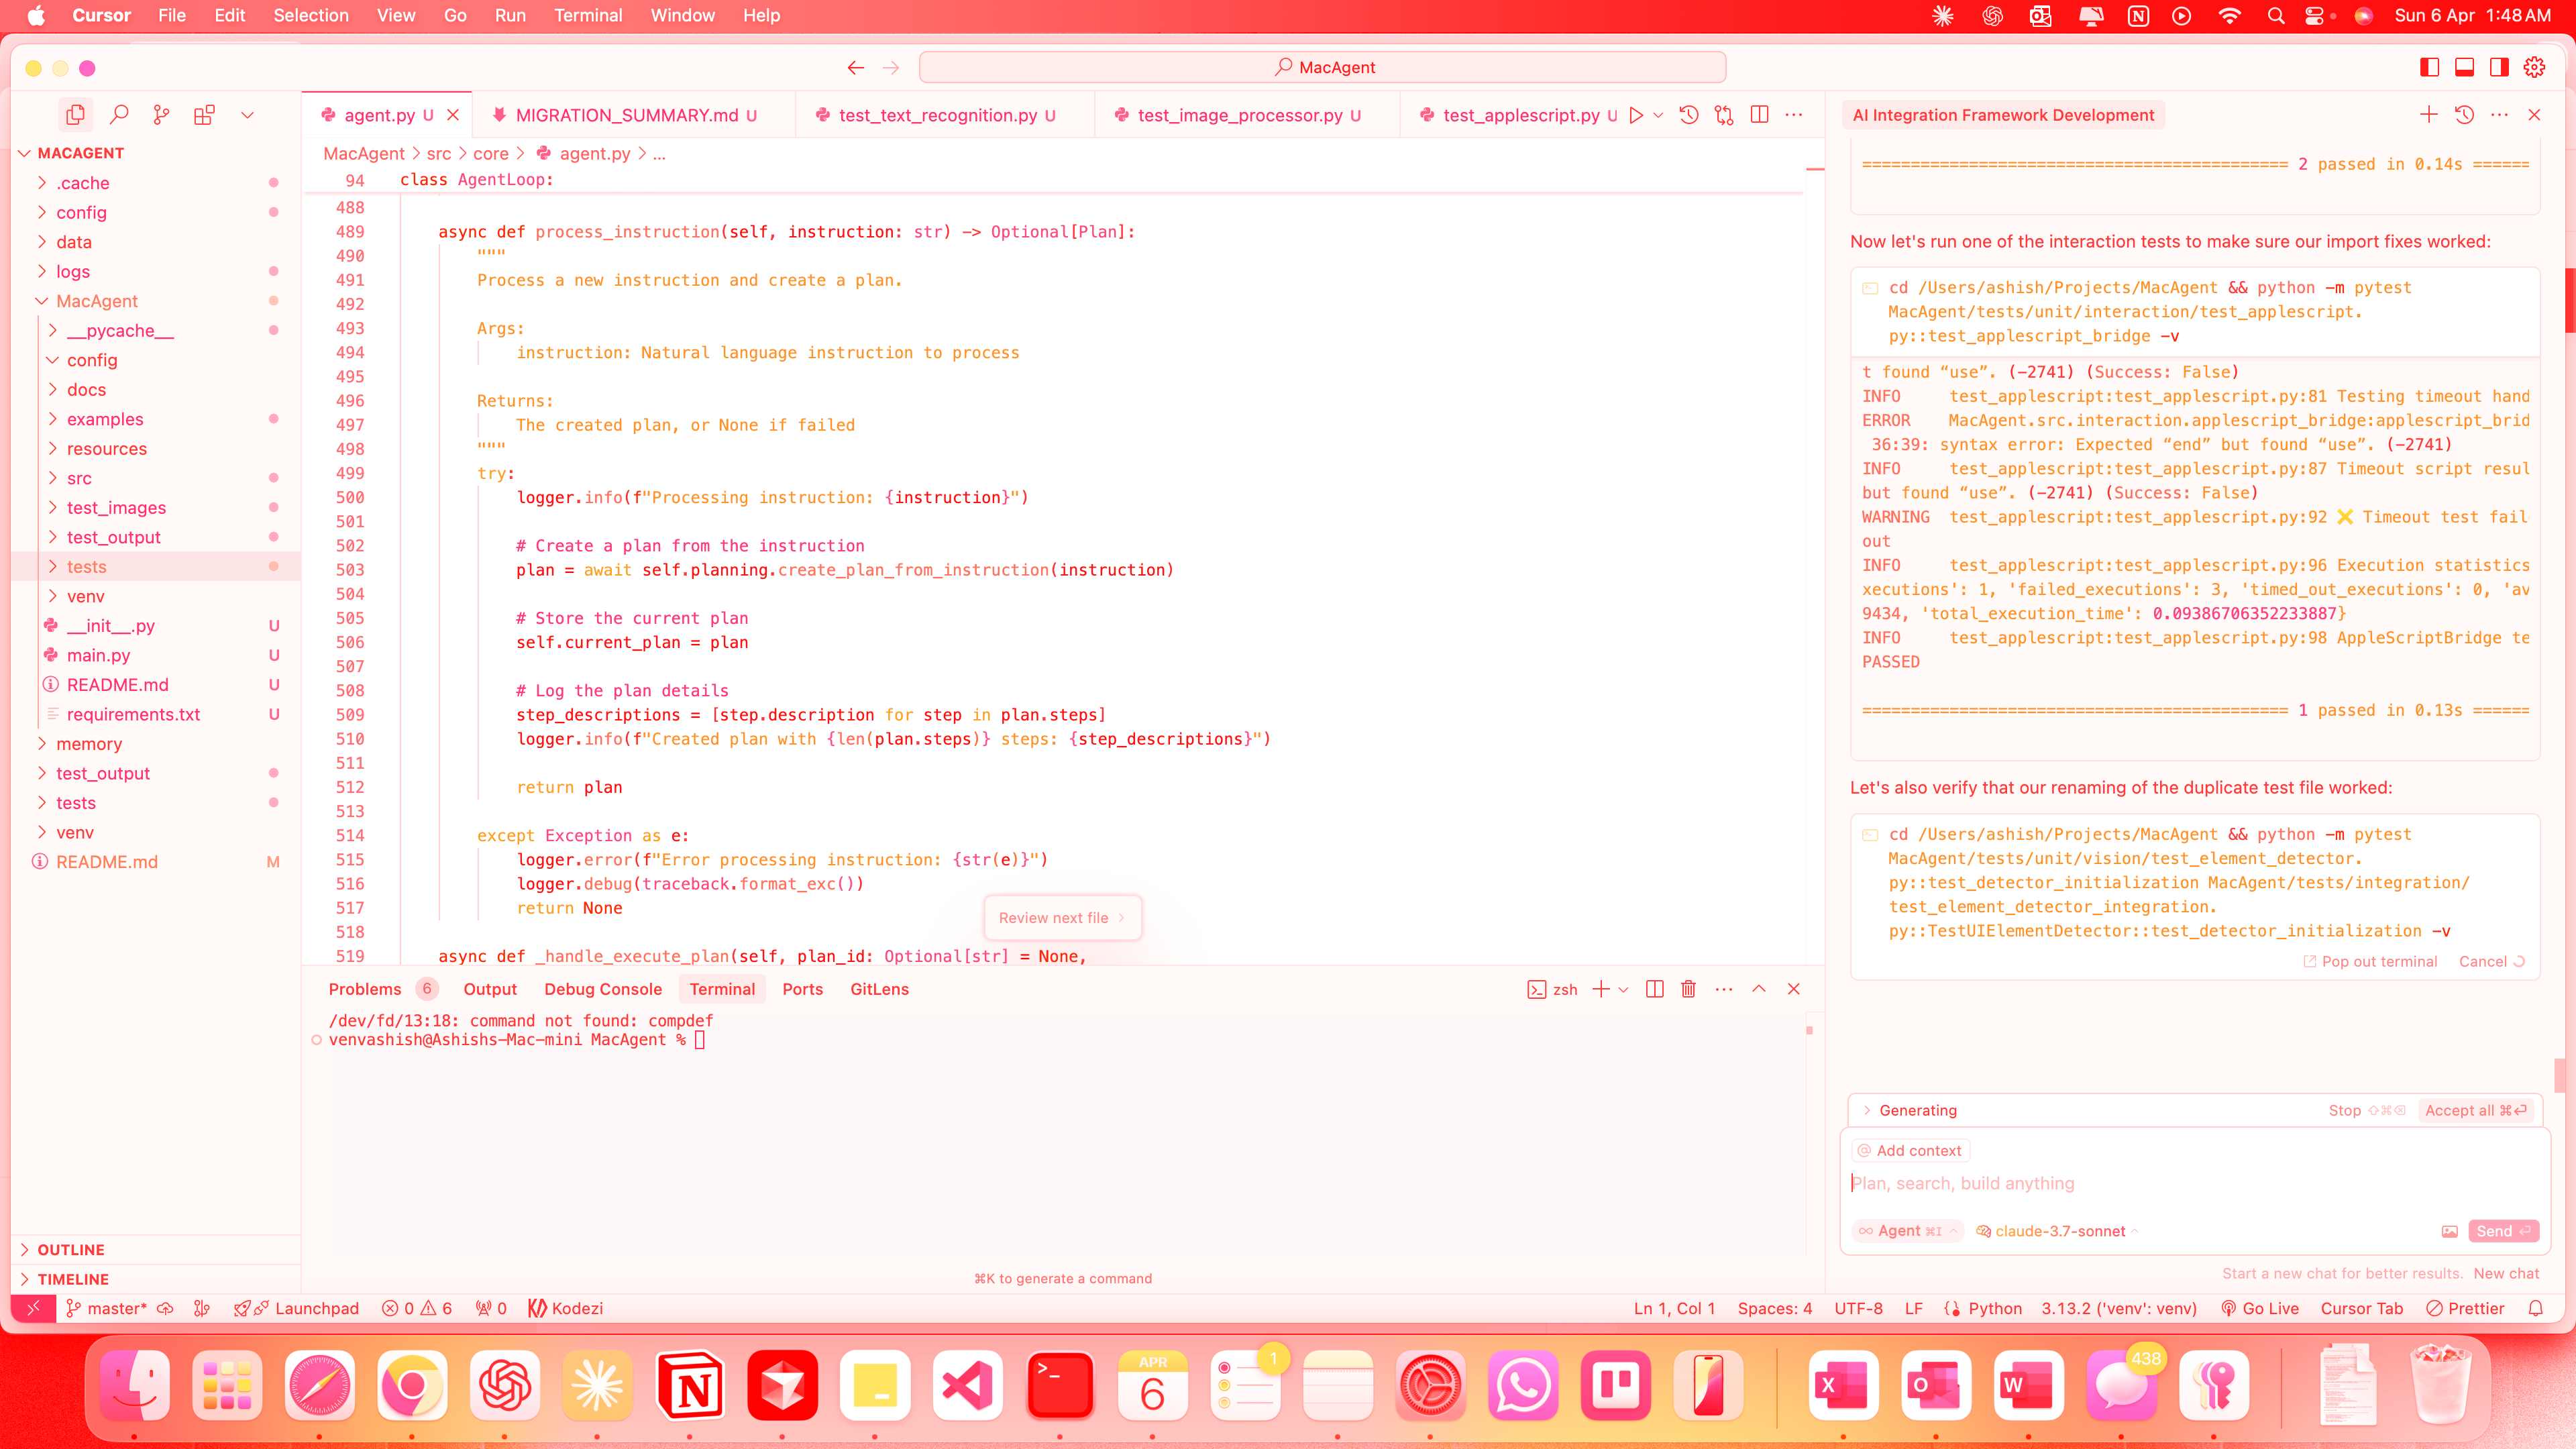 Cursor File Edit Selection View Go Run Terminal Window Help
Sun 6 Apr 1:48 AM
MacAgent
MACAGENT
.cache
config
data
logs
MacAgent
__pycache__
config
docs
examples
resources
src
test_images
test_output
tests
venv
__init__.py U
main.py U
README.md U
requirements.txt U
memory
test_output
tests
venv
README.md M
OUTLINE
TIMELINE
agent.py U
MIGRATION_SUMMARY.md U
test_text_recognition.py U
test_image_processor.py U
test_applescript.py U
MacAgent > src > core > agent.py > ...
94 class AgentLoop:
488
489 async def process_instruction(self, instruction: str) -> Optional[Plan]:
490 """
491 Process a new instruction and create a plan.
492
493 Args:
494 instruction: Natural language instruction to process
495
496 Returns:
497 The created plan, or None if failed
498 """
499 try:
500 logger.info(f"Processing instruction: {instruction}")
501
502 # Create a plan from the instruction
503 plan = await self.planning.create_plan_from_instruction(instruction)
504
505 # Store the current plan
506 self.current_plan = plan
507
508 # Log the plan details
509 step_descriptions = [step.description for step in plan.steps]
510 logger.info(f"Created plan with {len(plan.steps)} steps: {step_descriptions}")
511
512 return plan
513
514 except Exception as e:
515 logger.error(f"Error processing instruction: {str(e)}")
516 logger.debug(traceback.format_exc())
517 return None
518
519 async def _handle_execute_plan(self, plan_id: Optional[str] = None,
Review next file
Problems 6 Output Debug Console Terminal Ports GitLens
zsh
/dev/fd/13:18: command not found: compdef
venvashish@Ashishs-Mac-mini MacAgent %
⌘K to generate a command
AI Integration Framework Development
============================================ 2 passed in 0.14s ======
Now let's run one of the interaction tests to make sure our import fixes worked:
cd /Users/ashish/Projects/MacAgent && python -m pytest
MacAgent/tests/unit/interaction/test_applescript.
py::test_applescript_bridge -v
t found “use”. (-2741) (Success: False)
INFO test_applescript:test_applescript.py:81 Testing timeout hand
ERROR MacAgent.src.interaction.applescript_bridge:applescript_brid
36:39: syntax error: Expected “end” but found “use”. (-2741)
INFO test_applescript:test_applescript.py:87 Timeout script resul
but found “use”. (-2741) (Success: False)
WARNING test_applescript:test_applescript.py:92 ❌ Timeout test fail
out
INFO test_applescript:test_applescript.py:96 Execution statistics
xecutions': 1, 'failed_executions': 3, 'timed_out_executions': 0, 'av
9434, 'total_execution_time': 0.09386706352233887}
INFO test_applescript:test_applescript.py:98 AppleScriptBridge te
PASSED
============================================ 1 passed in 0.13s ======
Let's also verify that our renaming of the duplicate test file worked:
cd /Users/ashish/Projects/MacAgent && python -m pytest
MacAgent/tests/unit/vision/test_element_detector.
py::test_detector_initialization MacAgent/tests/integration/
test_element_detector_integration.
py::TestUIElementDetector::test_detector_initialization -v
Pop out terminal Cancel
Generating Stop ⇧⌘⌫ Accept all ⌘⏎
@ Add context
Plan, search, build anything
∞ Agent ⌘I claude-3.7-sonnet Send ⏎
Start a new chat for better results. New chat
master* Launchpad 0 6 0 Kodezi
Ln 1, Col 1 Spaces: 4 UTF-8 LF Python 3.13.2 ('venv': venv) Go Live Cursor Tab Prettier
APR
6
1
438